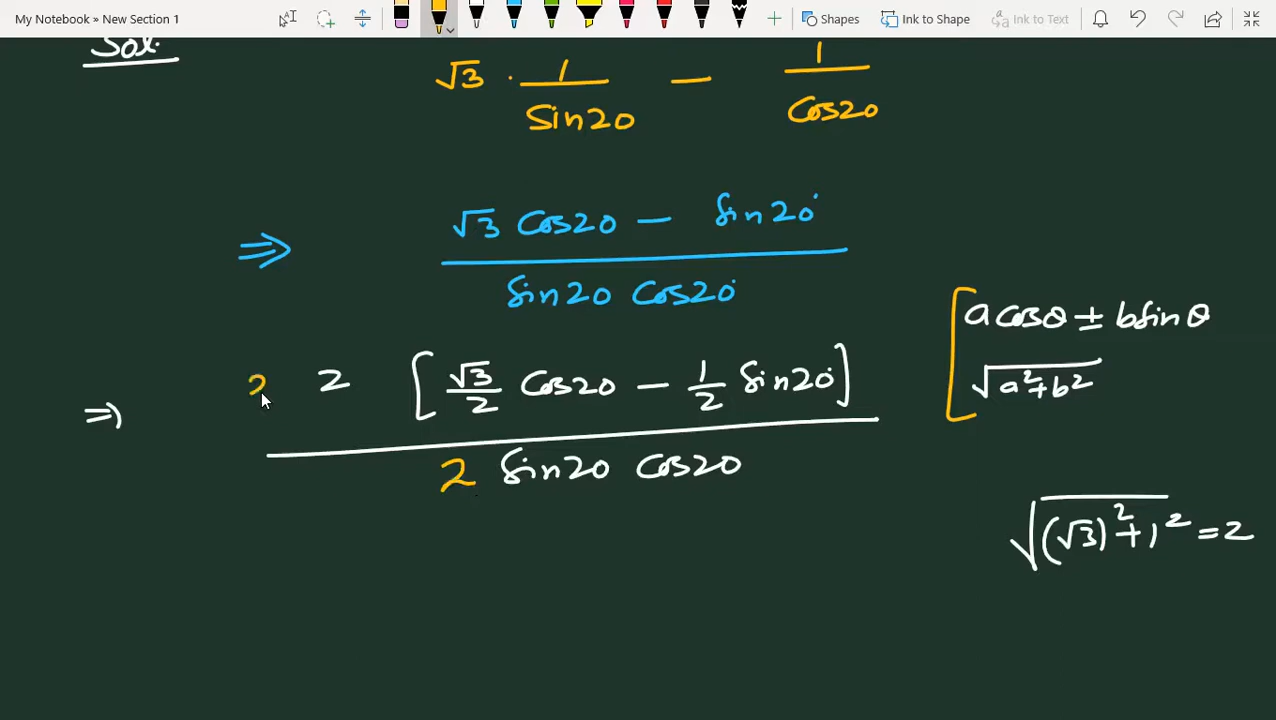 My Notebook » New Section 1
Shapes
Ink to Shape
Ink to Text
Sol.
√3 · 1/Sin20 — 1/Cos20
⇒ (√3 Cos20 — Sin20°)/(Sin20 Cos20°)
⇒ 2 2 [√3/2 Cos20 — 1/2 Sin20°]/(2 Sin20 Cos20)
[a cosθ ± b sin θ
√(a²+b²)
√((√3)²+1²) = 2